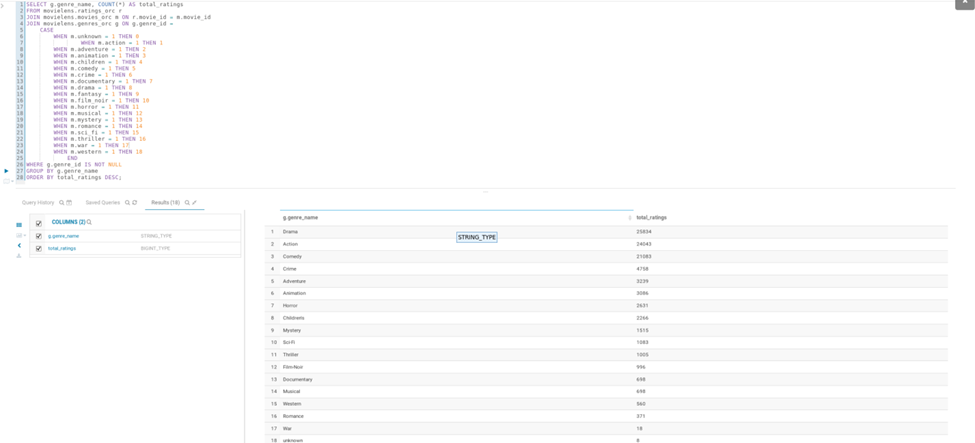 1 SELECT g.genre_name, COUNT(*) AS total_ratings
2 FROM movielens.ratings_orc r
3 JOIN movielens.movies_orc m ON r.movie_id = m.movie_id
4 JOIN movielens.genres_orc g ON g.genre_id =
5 CASE
6 WHEN m.unknown = 1 THEN 0
7 WHEN m.action = 1 THEN 1
8 WHEN m.adventure = 1 THEN 2
9 WHEN m.animation = 1 THEN 3
10 WHEN m.children = 1 THEN 4
11 WHEN m.comedy = 1 THEN 5
12 WHEN m.crime = 1 THEN 6
13 WHEN m.documentary = 1 THEN 7
14 WHEN m.drama = 1 THEN 8
15 WHEN m.fantasy = 1 THEN 9
16 WHEN m.film_noir = 1 THEN 10
17 WHEN m.horror = 1 THEN 11
18 WHEN m.musical = 1 THEN 12
19 WHEN m.mystery = 1 THEN 13
20 WHEN m.romance = 1 THEN 14
21 WHEN m.sci_fi = 1 THEN 15
22 WHEN m.thriller = 1 THEN 16
23 WHEN m.war = 1 THEN 17
24 WHEN m.western = 1 THEN 18
25 END
26 WHERE g.genre_id IS NOT NULL
27 GROUP BY g.genre_name
28 ORDER BY total_ratings DESC;
Query History Saved Queries Results (18)
COLUMNS (2)
g.genre_name STRING_TYPE
total_ratings BIGINT_TYPE
g.genre_name total_ratings
STRING_TYPE
1 Drama 25834
2 Action 24043
3 Comedy 21083
4 Crime 4758
5 Adventure 3239
6 Animation 3086
7 Horror 2631
8 Children's 2266
9 Mystery 1515
10 Sci-Fi 1083
11 Thriller 1005
12 Film-Noir 996
13 Documentary 698
14 Musical 698
15 Western 560
16 Romance 371
17 War 18
18 unknown 8